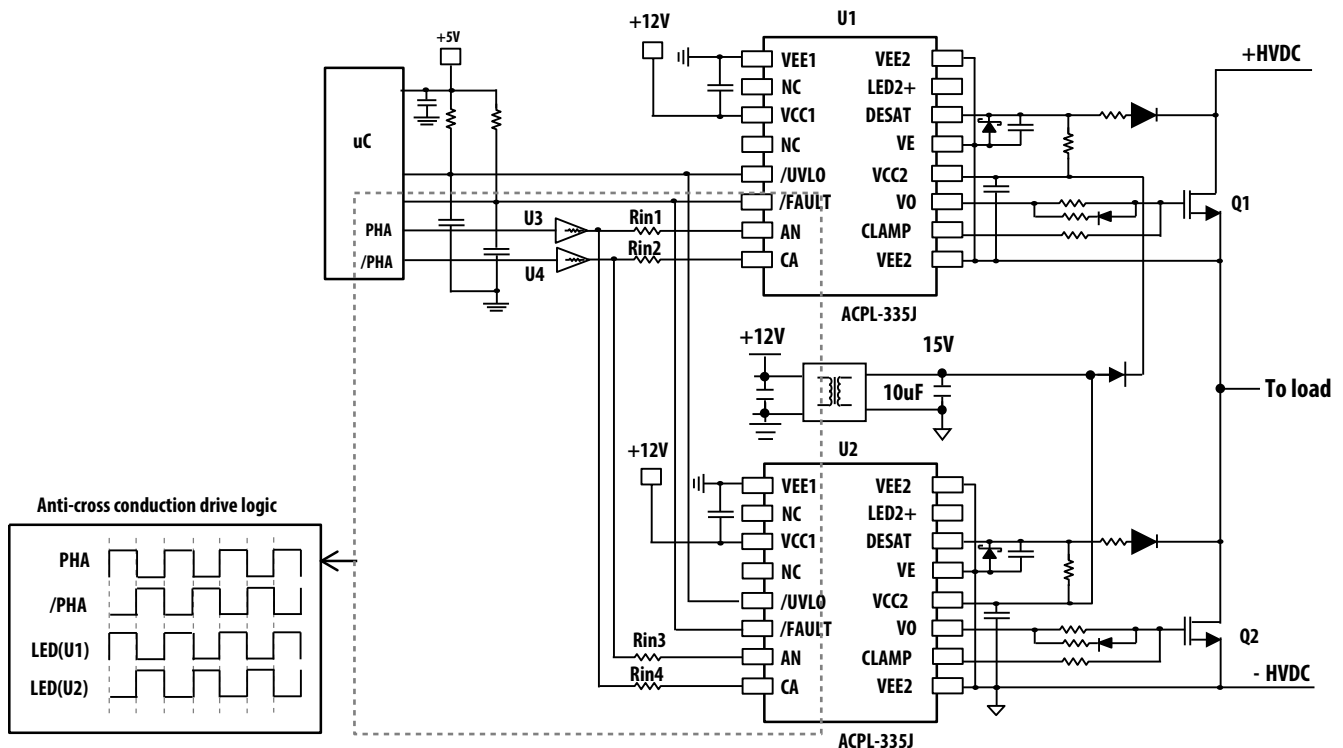 +12V
U1
+5V
+HVDC
uC
PHA
/PHA
U3
U4
Rin1
Rin2
VEE1
NC
VCC1
NC
/UVLO
/FAULT
AN
CA
VEE2
LED2+
DESAT
VE
VCC2
VO
CLAMP
VEE2
Q1
ACPL-335J
+12V
15V
10uF
To load
+12V
U2
VEE1
NC
VCC1
NC
/UVLO
/FAULT
AN
CA
VEE2
LED2+
DESAT
VE
VCC2
VO
CLAMP
VEE2
Rin3
Rin4
Q2
- HVDC
ACPL-335J
Anti-cross conduction drive logic
PHA
/PHA
LED(U1)
LED(U2)